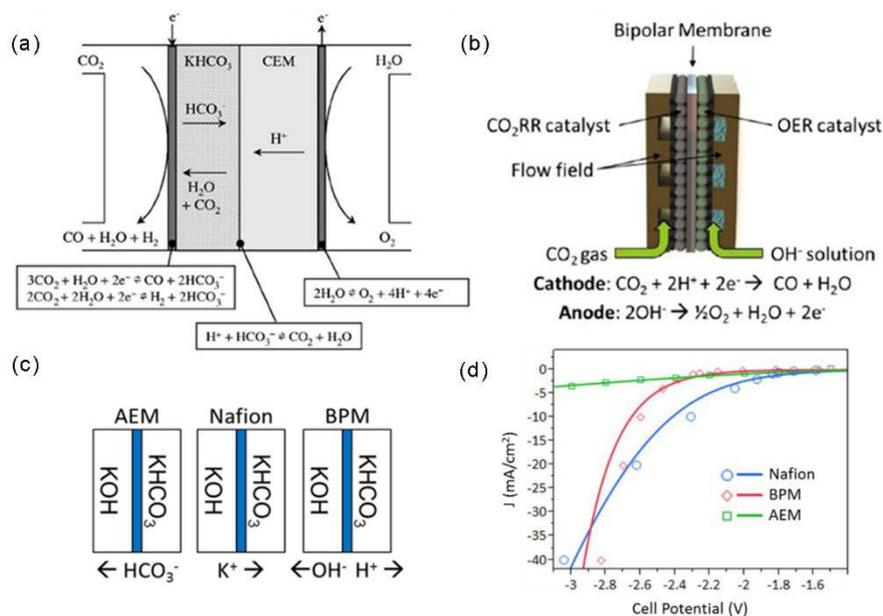 (a)
e⁻
e⁻
CO₂
KHCO₃
CEM
H₂O
HCO₃⁻
H⁺
H₂O
+ CO₂
CO + H₂O + H₂
O₂
3CO₂ + H₂O + 2e⁻ ⇌ CO + 2HCO₃⁻
2CO₂ + 2H₂O + 2e⁻ ⇌ H₂ + 2HCO₃⁻
2H₂O ⇌ O₂ + 4H⁺ + 4e⁻
H⁺ + HCO₃⁻ ⇌ CO₂ + H₂O
(b)
Bipolar Membrane
CO₂RR catalyst
OER catalyst
Flow field
CO₂ gas
OH⁻ solution
Cathode: CO₂ + 2H⁺ + 2e⁻ → CO + H₂O
Anode: 2OH⁻ → ½O₂ + H₂O + 2e⁻
(c)
AEM
Nafion
BPM
KOH
KHCO₃
KOH
KHCO₃
KOH
KHCO₃
← HCO₃⁻
K⁺ →
←OH⁻ H⁺→
(d)
J (mA/cm²)
0
-5
-10
-15
-20
-25
-30
-35
-40
Nafion
BPM
AEM
-3
-2.8
-2.6
-2.4
-2.2
-2
-1.8
-1.6
Cell Potential (V)